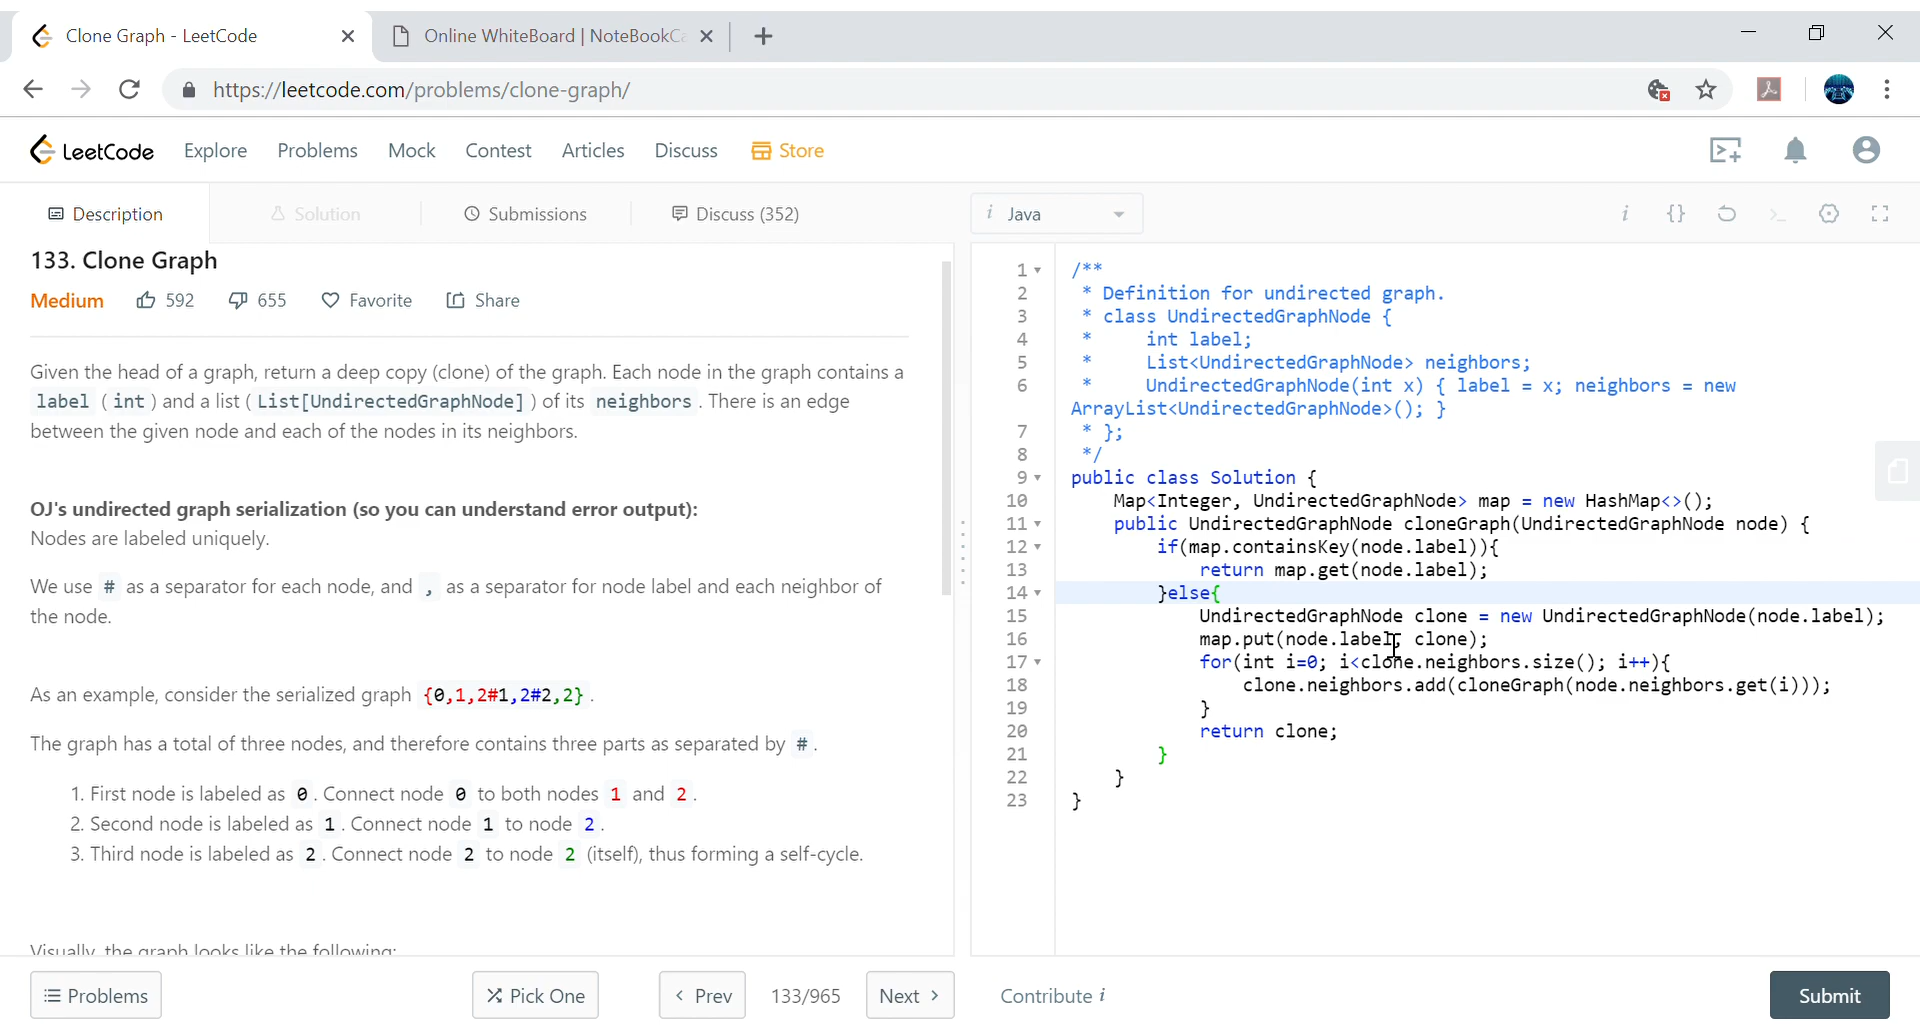 Clone Graph - LeetCode
Online WhiteBoard | NoteBookCa
https://leetcode.com/problems/clone-graph/
LeetCode Explore Problems Mock Contest Articles Discuss Store
Description Solution Submissions Discuss (352)
i Java
i {}
133. Clone Graph
Medium 592 655 Favorite Share
Given the head of a graph, return a deep copy (clone) of the graph. Each node in the graph contains a
label (int) and a list (List[UndirectedGraphNode]) of its neighbors. There is an edge
between the given node and each of the nodes in its neighbors.
OJ's undirected graph serialization (so you can understand error output):
Nodes are labeled uniquely.
We use # as a separator for each node, and , as a separator for node label and each neighbor of
the node.
As an example, consider the serialized graph {0,1,2#1,2#2,2}.
The graph has a total of three nodes, and therefore contains three parts as separated by #.
1. First node is labeled as 0. Connect node 0 to both nodes 1 and 2.
2. Second node is labeled as 1. Connect node 1 to node 2.
3. Third node is labeled as 2. Connect node 2 to node 2 (itself), thus forming a self-cycle.
Visually, the graph looks like the following:
1 /**
2 * Definition for undirected graph.
3 * class UndirectedGraphNode {
4 *     int label;
5 *     List<UndirectedGraphNode> neighbors;
6 *     UndirectedGraphNode(int x) { label = x; neighbors = new
ArrayList<UndirectedGraphNode>(); }
7 * };
8 */
9 public class Solution {
10     Map<Integer, UndirectedGraphNode> map = new HashMap<>();
11     public UndirectedGraphNode cloneGraph(UndirectedGraphNode node) {
12         if(map.containsKey(node.label)){
13             return map.get(node.label);
14         }else{
15             UndirectedGraphNode clone = new UndirectedGraphNode(node.label);
16             map.put(node.label, clone);
17             for(int i=0; i<clone.neighbors.size(); i++){
18                 clone.neighbors.add(cloneGraph(node.neighbors.get(i)));
19             }
20             return clone;
21         }
22     }
23 }
Problems Pick One < Prev 133/965 Next > Contribute i Submit